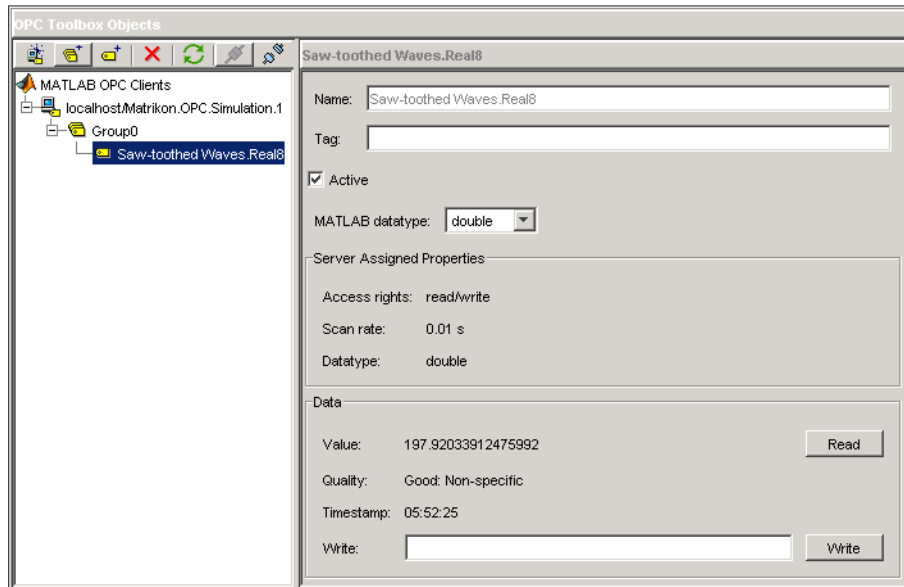 OPC Toolbox Objects
MATLAB OPC Clients
localhost/Matrikon.OPC.Simulation.1
Group0
Saw-toothed Waves.Real8
Saw-toothed Waves.Real8
Name: Saw-toothed Waves.Real8
Tag:
Active
MATLAB datatype: double
Server Assigned Properties
Access rights: read/write
Scan rate: 0.01 s
Datatype: double
Data
Value: 197.92033912475992 Read
Quality: Good: Non-specific
Timestamp: 05:52:25
Write: Write